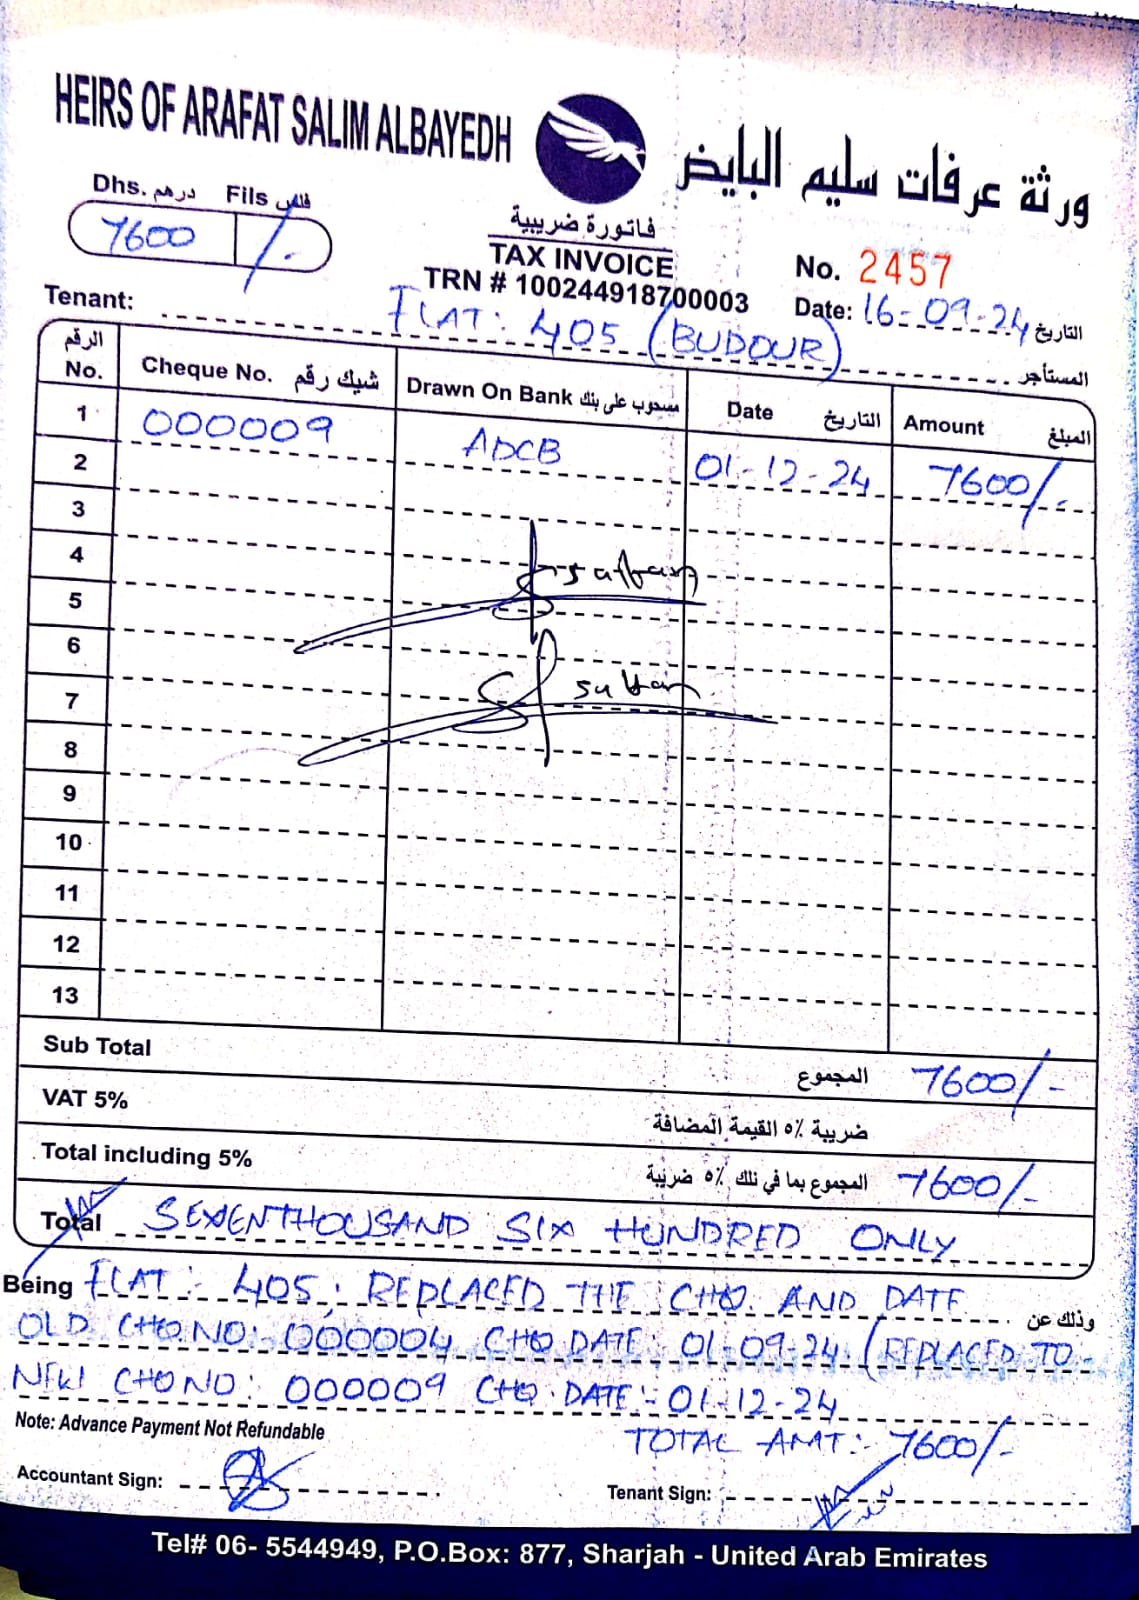 HEIRS OF ARAFAT SALIM ALBAYEDH
ورثة عرفات سليم البايض
Dhs. درهم Fils فلس
7600 /-
فاتورة ضريبية
TAX INVOICE
TRN # 100244918700003
No. 2457
Date: 16-09-24 التاريخ
Tenant: FLAT: 405 (BUDOUR) المستأجر
الرقم No. Cheque No. شيك رقم Drawn On Bank مسحوب على بنك Date التاريخ Amount المبلغ
1 000009 ADCB 01-12-24 7600/-
2
3
4
5
6
7 sultan
8
9
10
11
12
13
Sub Total المجموع 7600/-
VAT 5% ضريبة ٥% القيمة المضافة
Total including 5% المجموع بما في ذلك ٥% ضريبة 7600/-
Total SEVENTHOUSAND SIX HUNDRED ONLY
Being FLAT: 405: REPLACED THE CHQ. AND DATE وذلك عن
OLD CHQ NO: 000004 CHQ DATE: 01-09-24 (REPLACED TO-
NEW CHQ NO: 000009 CHQ DATE:- 01-12-24
Note: Advance Payment Not Refundable
TOTAL AMT:- 7600/-
Accountant Sign:
Tenant Sign:
Tel# 06- 5544949, P.O.Box: 877, Sharjah - United Arab Emirates